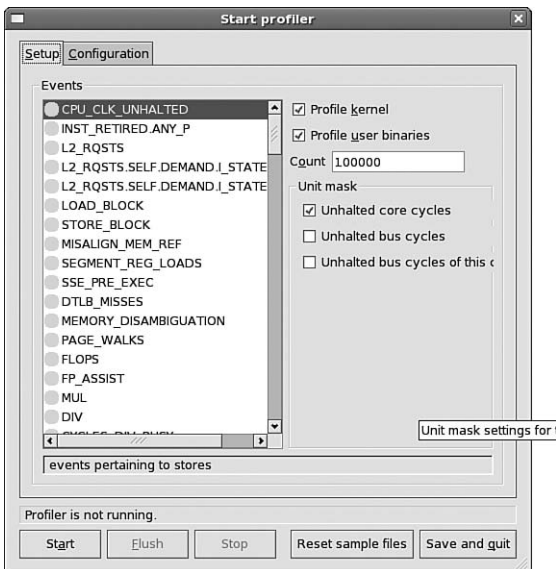 Start profiler
Setup Configuration
Events
CPU_CLK_UNHALTED
INST_RETIRED.ANY_P
L2_RQSTS
L2_RQSTS.SELF.DEMAND.I_STATE
L2_RQSTS.SELF.DEMAND.I_STATE
LOAD_BLOCK
STORE_BLOCK
MISALIGN_MEM_REF
SEGMENT_REG_LOADS
SSE_PRE_EXEC
DTLB_MISSES
MEMORY_DISAMBIGUATION
PAGE_WALKS
FLOPS
FP_ASSIST
MUL
DIV
CYCLES_DIV_BUSY
Profile kernel
Profile user binaries
Count 100000
Unit mask
Unhalted core cycles
Unhalted bus cycles
Unhalted bus cycles of this
Unit mask settings for
events pertaining to stores
Profiler is not running.
Start Flush Stop Reset sample files Save and quit